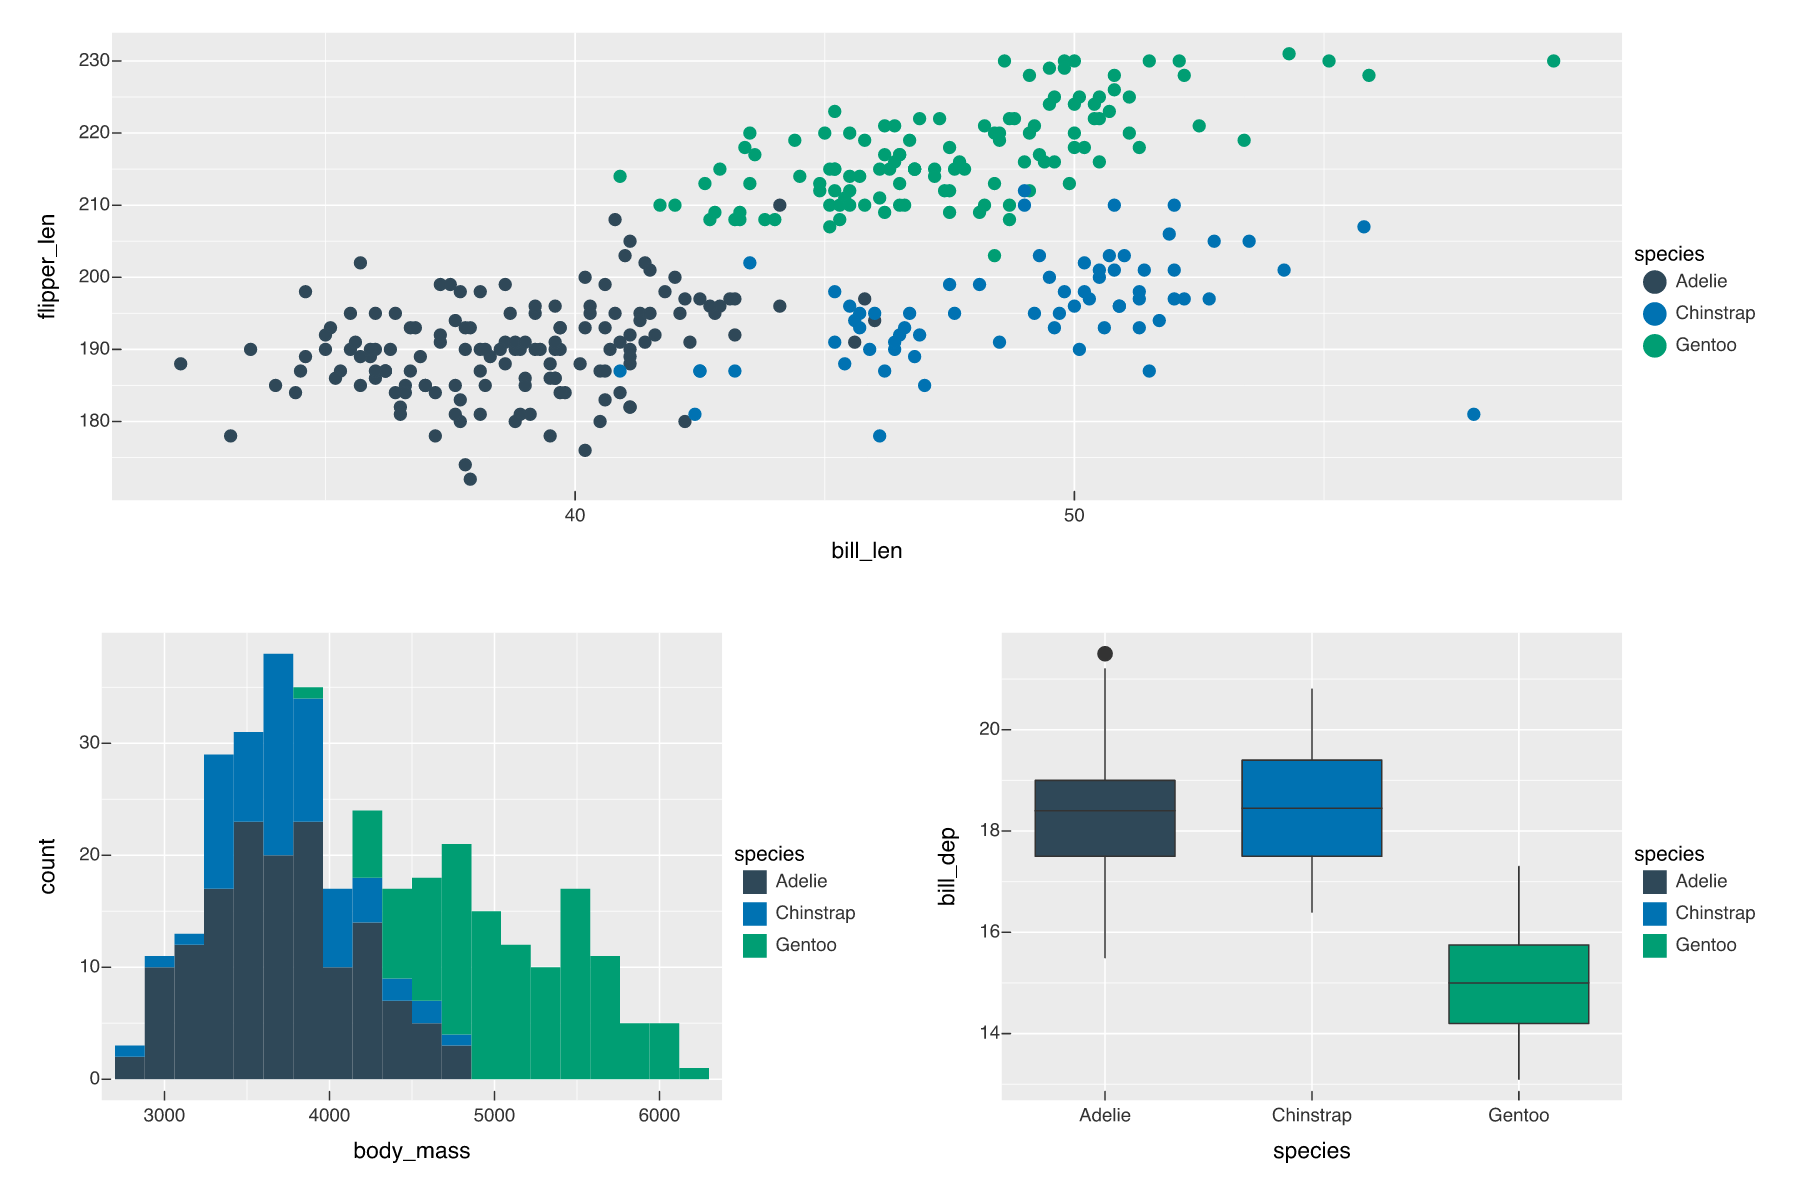 230
220
210
200
190
180
flipper_len
40
50
bill_len
species
Adelie
Chinstrap
Gentoo
30
20
10
0
count
3000
4000
5000
6000
body_mass
species
Adelie
Chinstrap
Gentoo
20
18
16
14
bill_dep
Adelie
Chinstrap
Gentoo
species
species
Adelie
Chinstrap
Gentoo